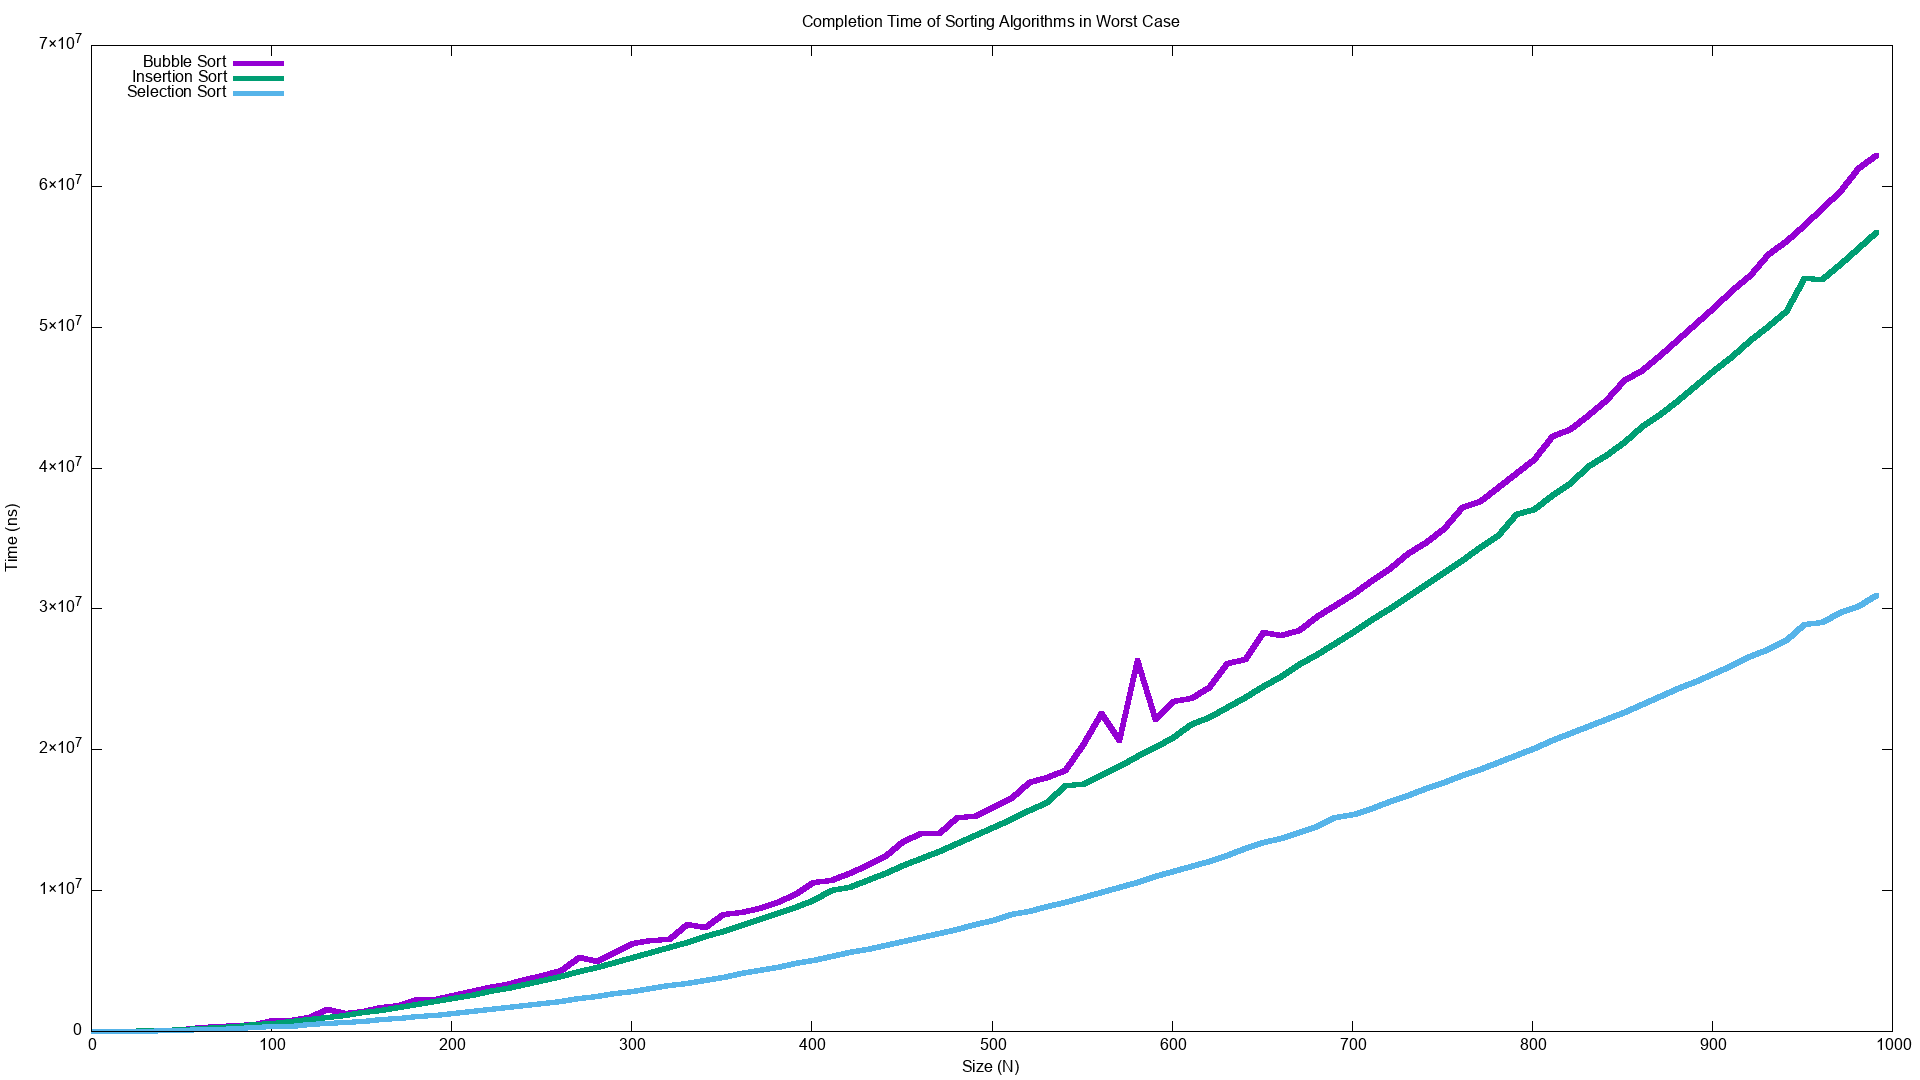 Completion Time of Sorting Algorithms in Worst Case
7×10⁷
Bubble Sort
Insertion Sort
Selection Sort
6×10⁷
5×10⁷
4×10⁷
3×10⁷
2×10⁷
1×10⁷
0
Time (ns)
0 100 200 300 400 500 600 700 800 900 1000
Size (N)